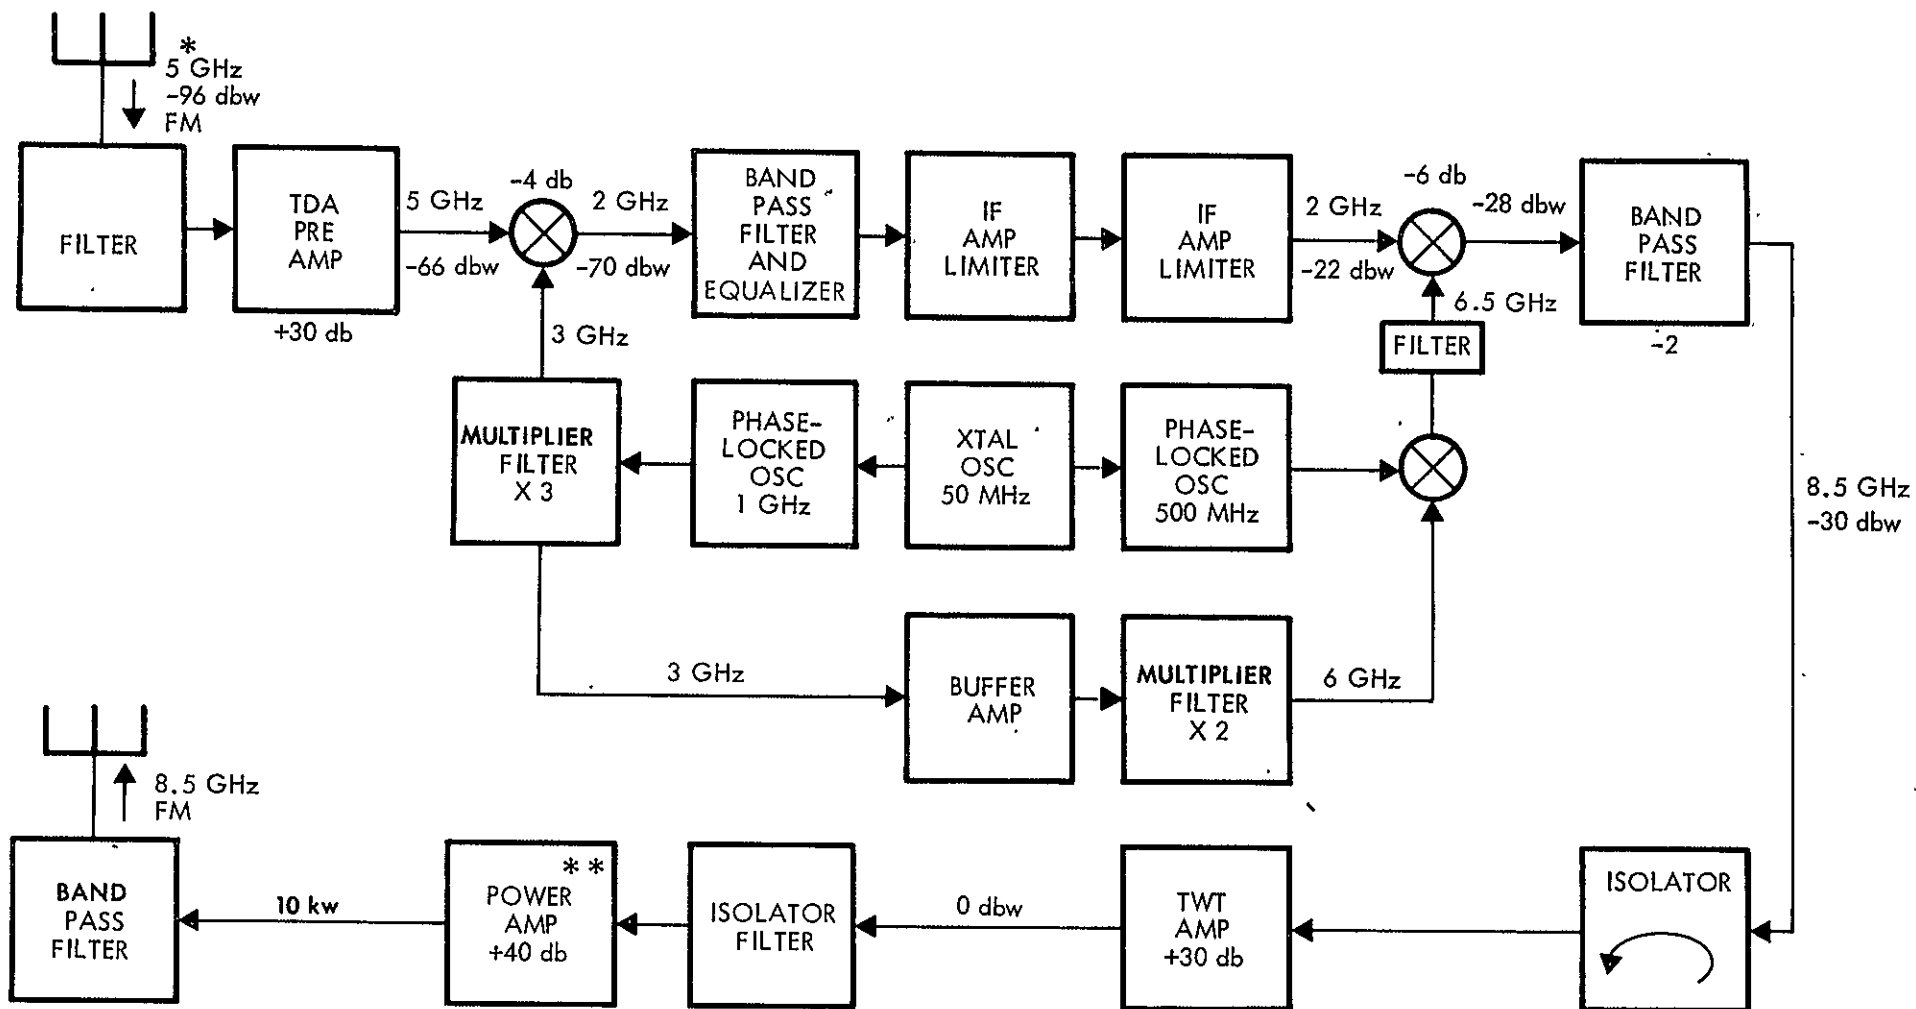 *
5 GHz
-96 dbw
FM
FILTER
TDA
PRE
AMP
+30 db
5 GHz
-66 dbw
-4 db
2 GHz
-70 dbw
BAND
PASS
FILTER
AND
EQUALIZER
IF
AMP
LIMITER
IF
AMP
LIMITER
2 GHz
-22 dbw
-6 db
-28 dbw
BAND
PASS
FILTER
-2
3 GHz
6.5 GHz
FILTER
MULTIPLIER
FILTER
X 3
PHASE-
LOCKED
OSC
1 GHz
XTAL
OSC
50 MHz
PHASE-
LOCKED
OSC
500 MHz
8.5 GHz
-30 dbw
3 GHz
BUFFER
AMP
MULTIPLIER
FILTER
X 2
6 GHz
8.5 GHz
FM
BAND
PASS
FILTER
10 kw
* *
POWER
AMP
+40 db
ISOLATOR
FILTER
0 dbw
TWT
AMP
+30 db
ISOLATOR